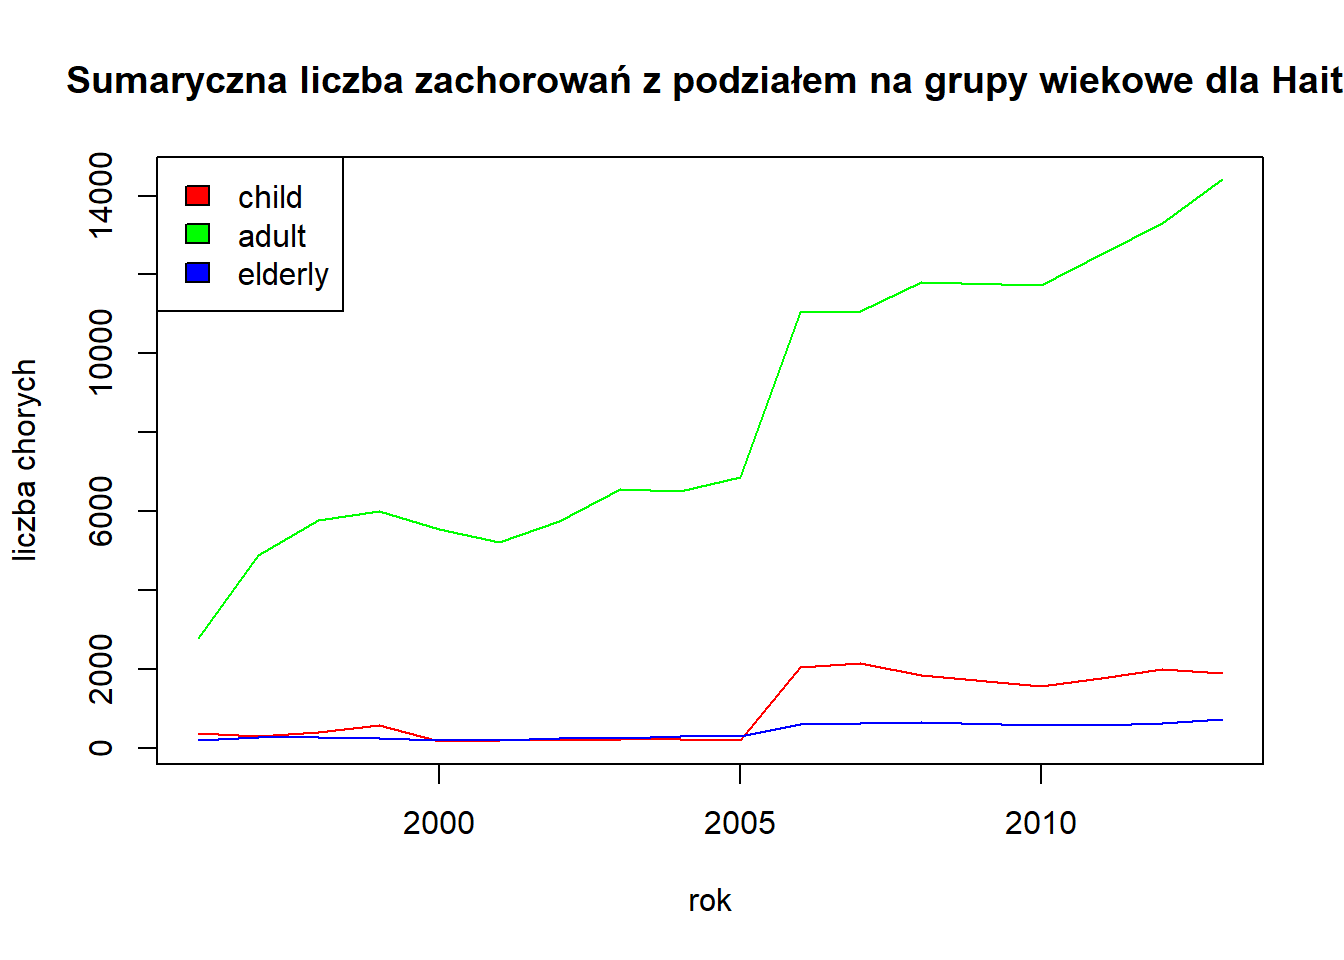 Sumaryczna liczba zachorowań z podziałem na grupy wiekowe dla Hait
child
adult
elderly
liczba chorych
14000
10000
6000
2000
0
2000
2005
2010
rok